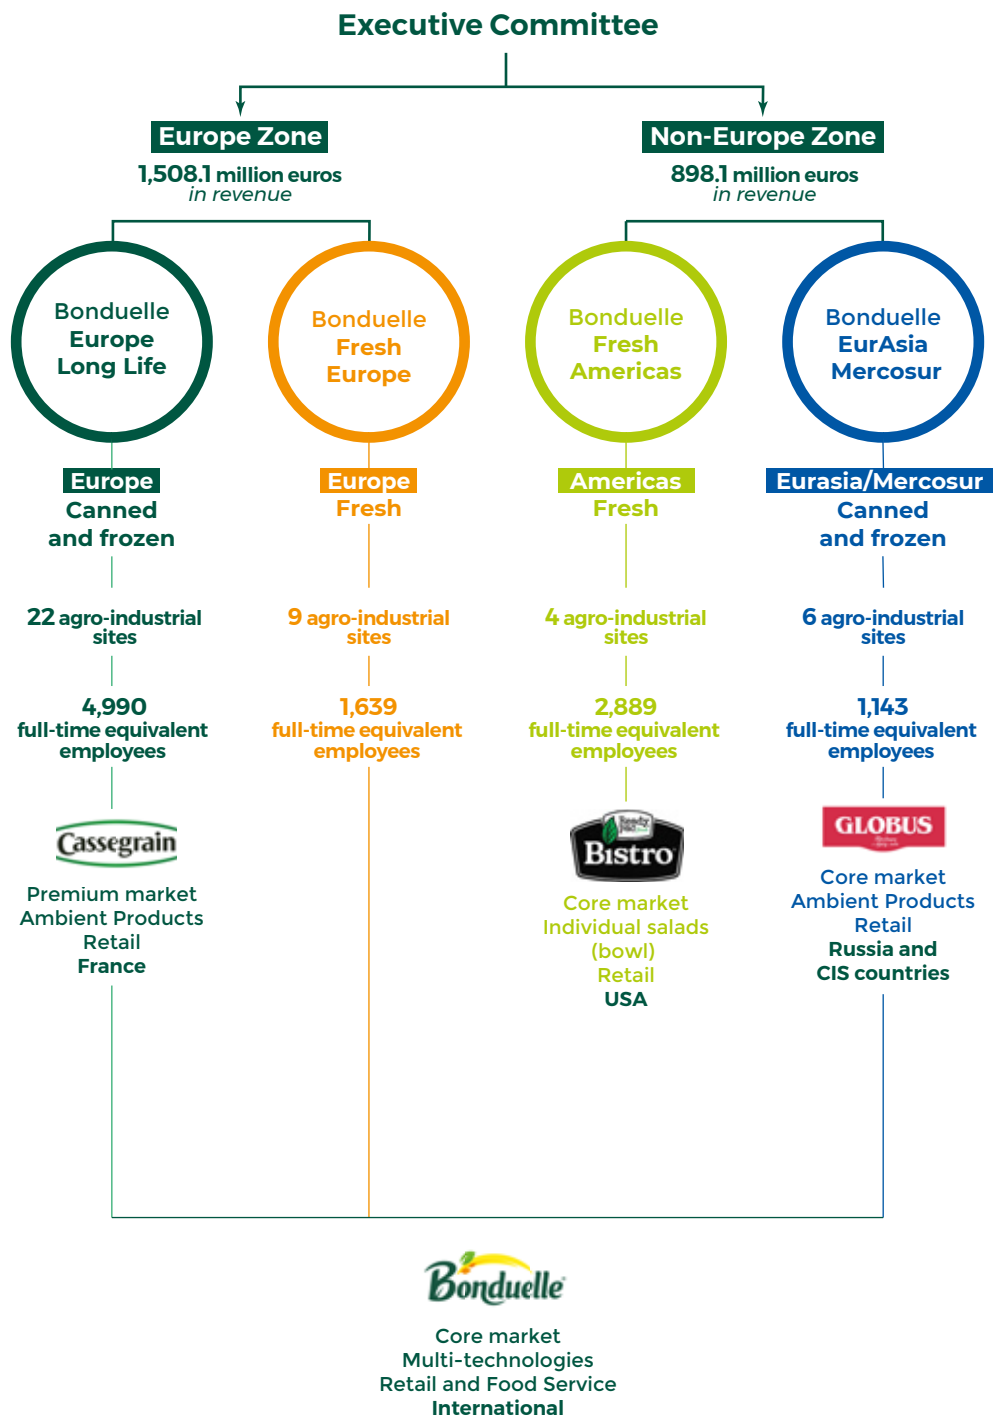 Executive Committee
Europe Zone
1,508.1 million euros
in revenue
Non-Europe Zone
898.1 million euros
in revenue
Bonduelle
Europe
Long Life
Bonduelle
Fresh
Europe
Bonduelle
Fresh
Americas
Bonduelle
EurAsia
Mercosur
Europe
Canned
and frozen
Europe
Fresh
Americas
Fresh
Eurasia/Mercosur
Canned
and frozen
22 agro-industrial
sites
9 agro-industrial
sites
4 agro-industrial
sites
6 agro-industrial
sites
4,990
full-time equivalent
employees
1,639
full-time equivalent
employees
2,889
full-time equivalent
employees
1,143
full-time equivalent
employees
Cassegrain
Premium market
Ambient Products
Retail
France
Ready
Bistro
Core market
Individual salads
(bowl)
Retail
USA
GLOBUS
Core market
Ambient Products
Retail
Russia and
CIS countries
Bonduelle
Core market
Multi-technologies
Retail and Food Service
International